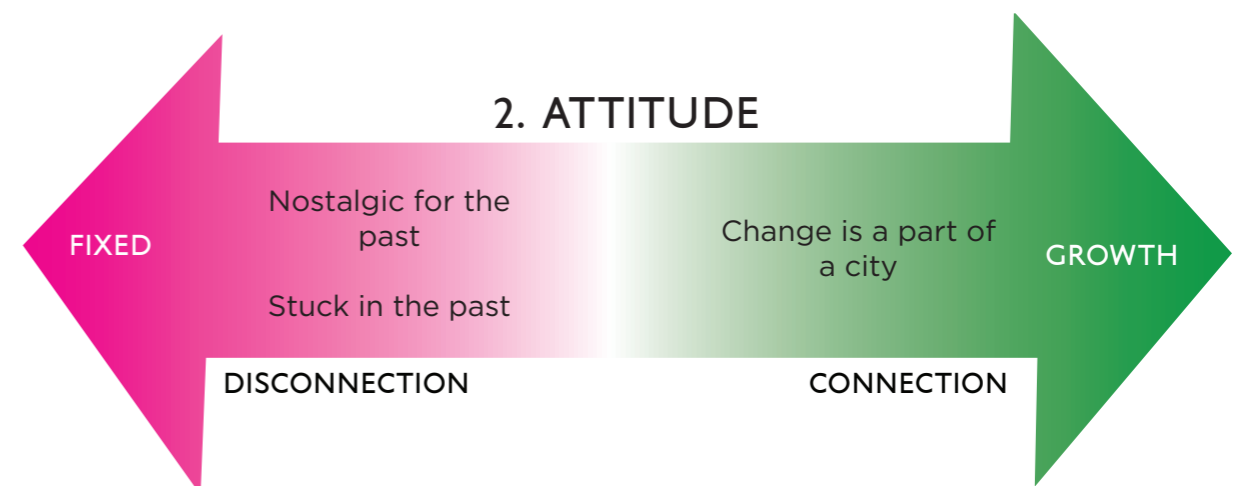 2. ATTITUDE
FIXED
Nostalgic for the
past
Stuck in the past
Change is a part of
a city
GROWTH
DISCONNECTION
CONNECTION